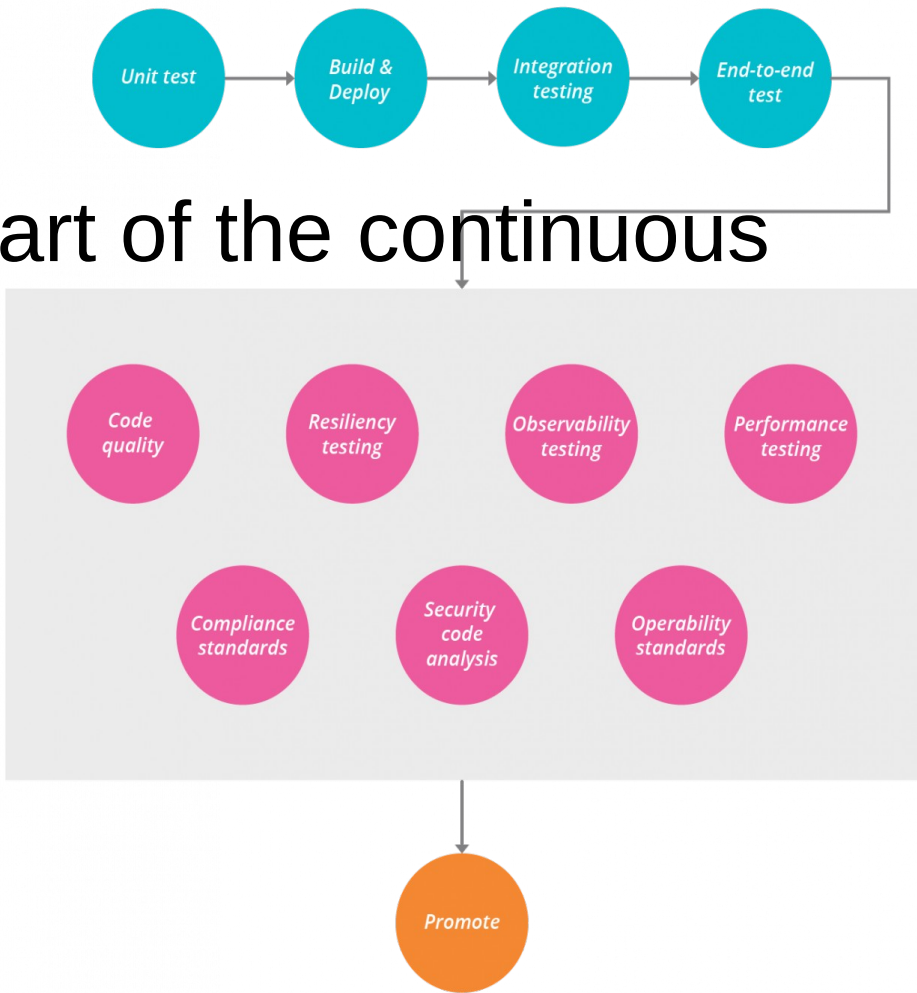 Unit test
Build &
Deploy
Integration
testing
End-to-end
test
art of the continuous
Code
quality
Resiliency
testing
Observability
testing
Performance
testing
Compliance
standards
Security
code
analysis
Operability
standards
Promote